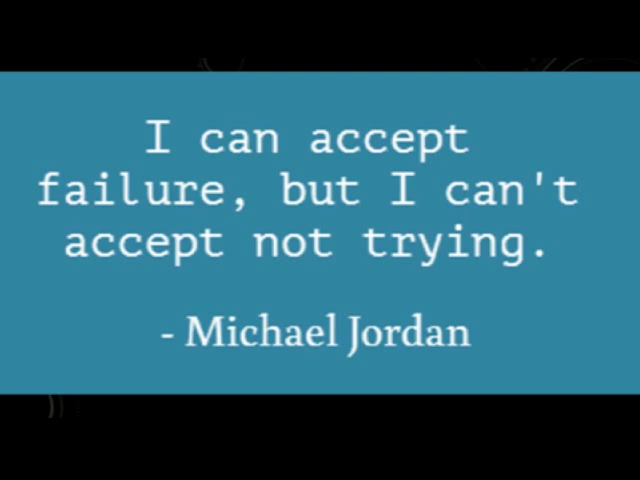 I can accept
failure, but I can't
accept not trying.
- Michael Jordan